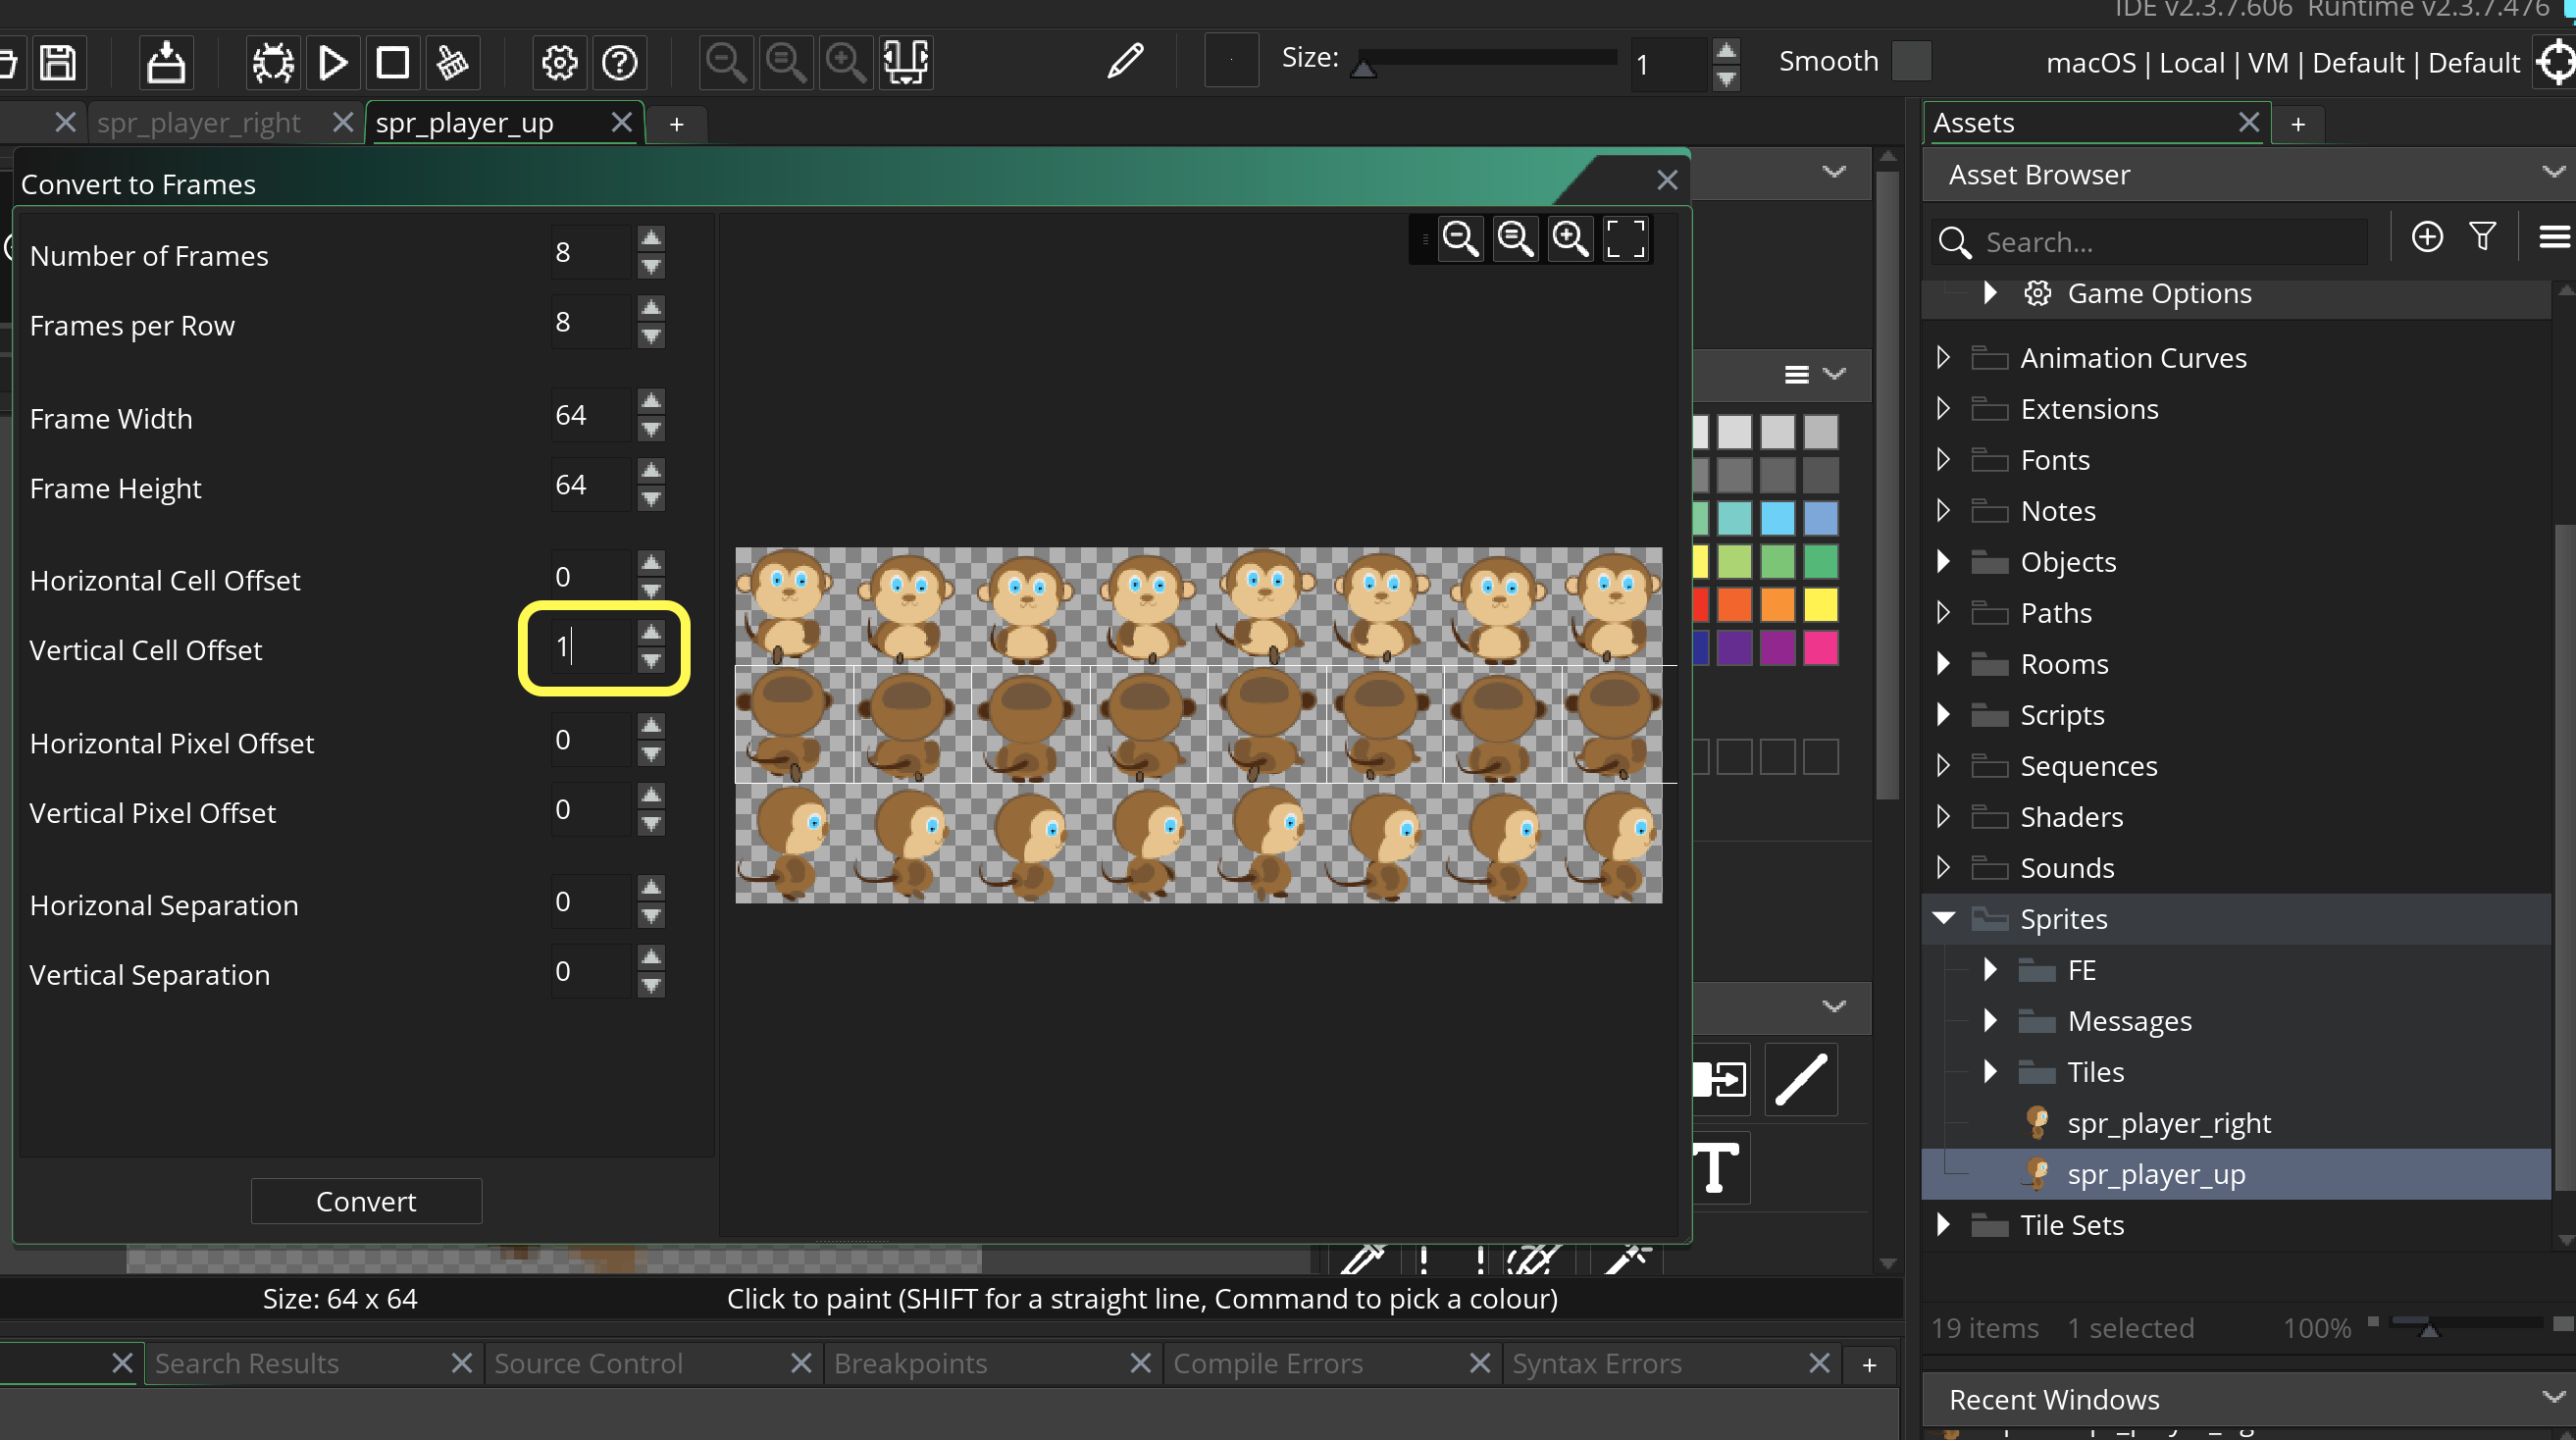 IDE v2.3.7.606 Runtime v2.3.7.476
Size:
1
Smooth
macOS | Local | VM | Default | Default
spr_player_right
spr_player_up
+
Assets
+
Convert to Frames
Asset Browser
Number of Frames 8
Search...
Frames per Row 8
Game Options
Frame Width 64
Frame Height 64
Horizontal Cell Offset 0
Vertical Cell Offset 1
Horizontal Pixel Offset 0
Vertical Pixel Offset 0
Horizonal Separation 0
Vertical Separation 0
Convert
Animation Curves
Extensions
Fonts
Notes
Objects
Paths
Rooms
Scripts
Sequences
Shaders
Sounds
Sprites
FE
Messages
Tiles
spr_player_right
spr_player_up
Tile Sets
T
Size: 64 x 64
Click to paint (SHIFT for a straight line, Command to pick a colour)
19 items 1 selected 100%
Search Results
Source Control
Breakpoints
Compile Errors
Syntax Errors
+
Recent Windows